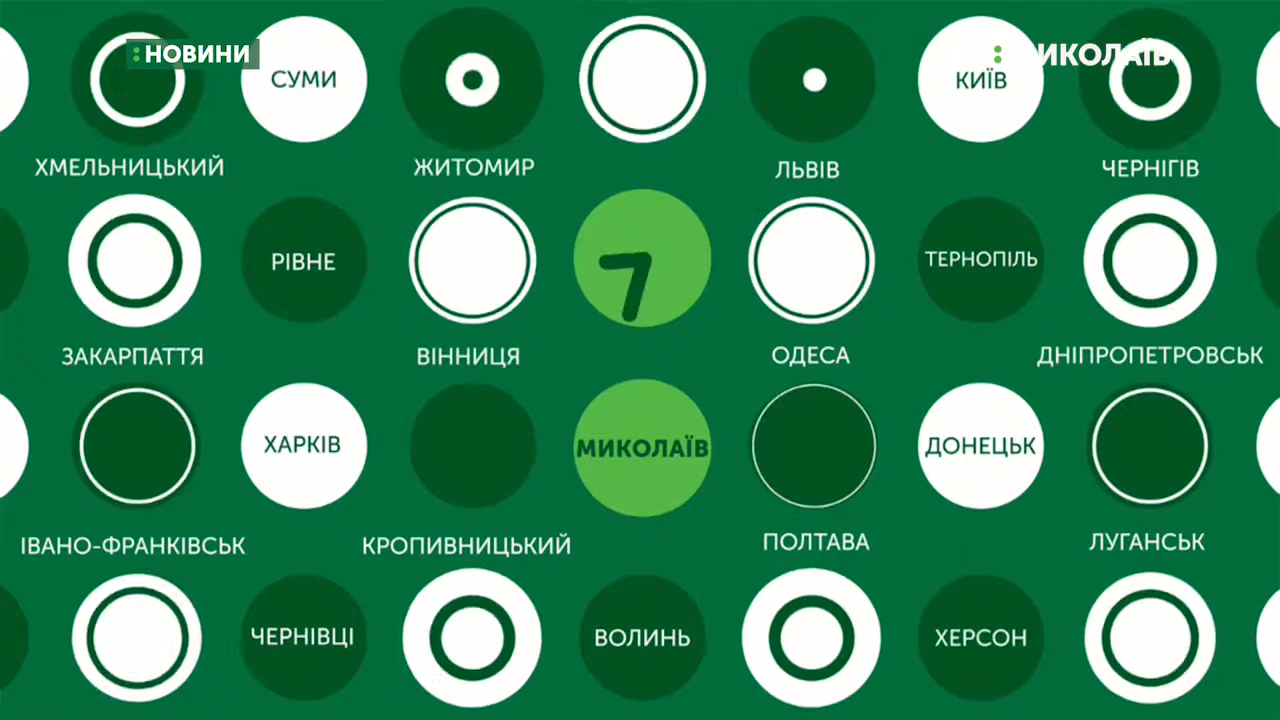 НОВИНИ
МИКОЛАЇВ
СУМИ
КИЇВ
ХМЕЛЬНИЦЬКИЙ
ЖИТОМИР
ЛЬВІВ
ЧЕРНІГІВ
РІВНЕ
ТЕРНОПІЛЬ
ЗАКАРПАТТЯ
ВІННИЦЯ
ОДЕСА
ДНІПРОПЕТРОВСЬК
ХАРКІВ
МИКОЛАЇВ
ДОНЕЦЬК
ІВАНО-ФРАНКІВСЬК
КРОПИВНИЦЬКИЙ
ПОЛТАВА
ЛУГАНСЬК
ЧЕРНІВЦІ
ВОЛИНЬ
ХЕРСОН